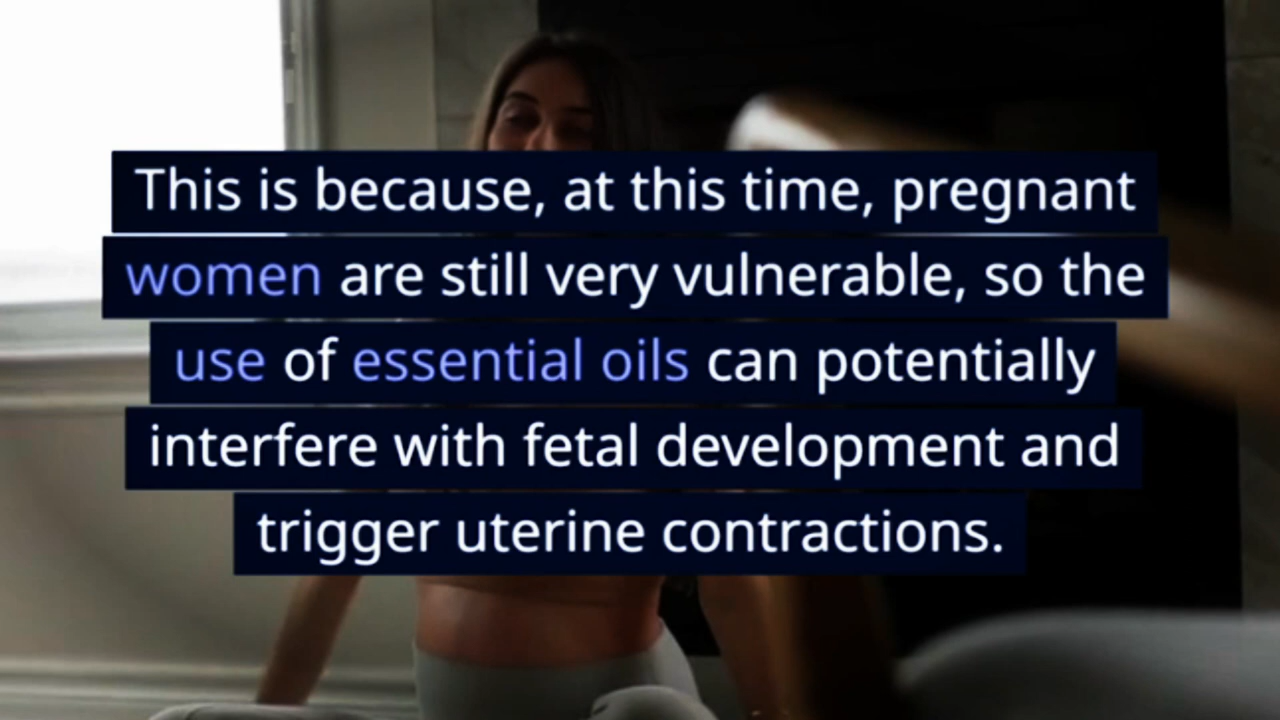 This is because, at this time, pregnant
women are still very vulnerable, so the
use of essential oils can potentially
interfere with fetal development and
trigger uterine contractions.